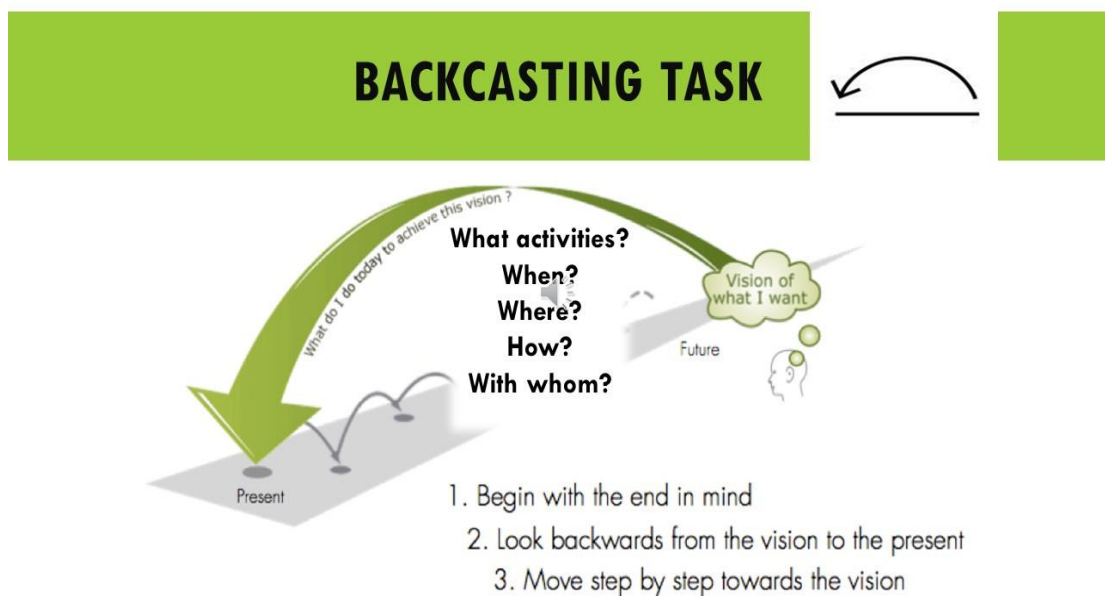 BACKCASTING TASK
What do I do today to achieve this vision ?
What activities?
When?
Where?
How?
With whom?
Vision of
what I want
Future
Present
1. Begin with the end in mind
2. Look backwards from the vision to the present
3. Move step by step towards the vision